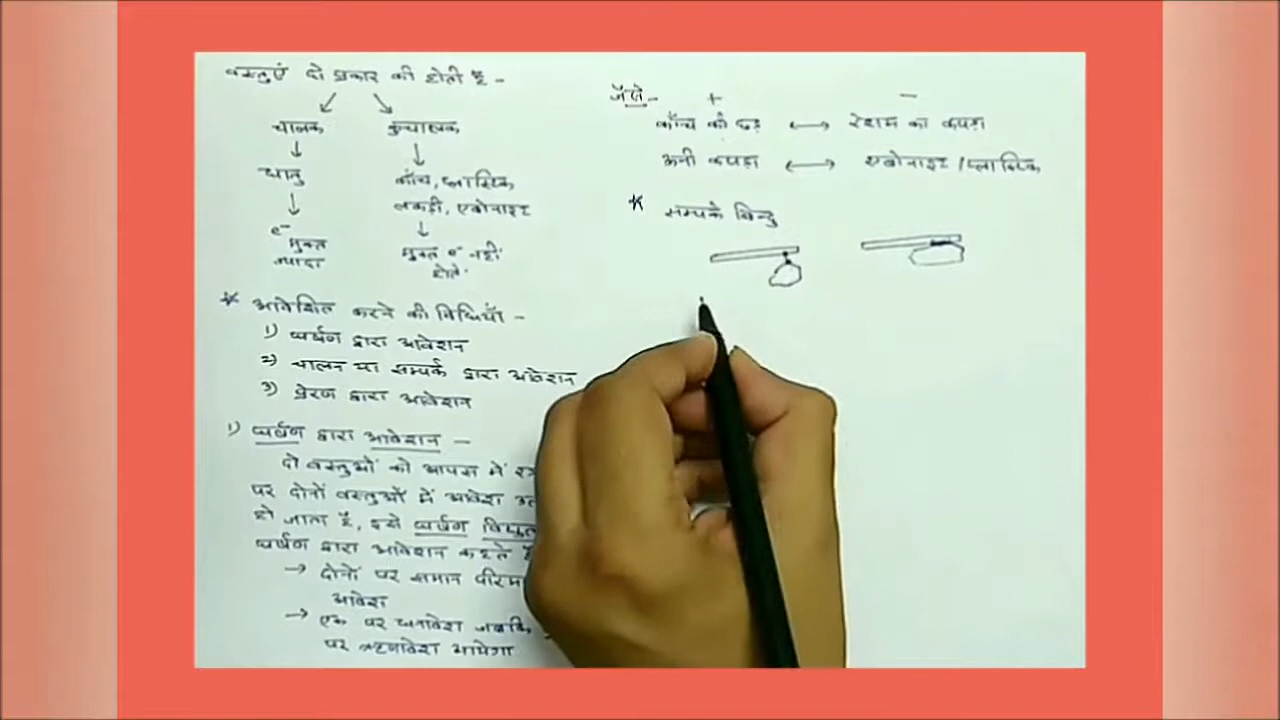 वस्तुएं दो प्रकार की होती है -
चालक कुचालक
धातु
काँच, प्लास्टिक
लकड़ी, एबोनाइट
e⁻
मुक्त
ज्यादा
मुक्त e⁻ नहीं
होते
* आवेशित करने की विधियाँ -
1) घर्षण द्वारा आवेशन
2) चालन या सम्पर्क द्वारा आवेशन
3) प्रेरण द्वारा आवेशन
1) घर्षण द्वारा आवेशन -
दो वस्तुओं को आपस में
पर दोनों वस्तुओं में आवेश
हो जाता है, इसे घर्षण विद्युत
घर्षण द्वारा आवेशन कहते
→ दोनों पर समान
आवेश
→ एक पर धनावेश जबकि
पर ऋणावेश आयेगा
जैसे- + -
काँच की छड़ ↔ रेशम का कपड़ा
ऊनी कपड़ा ↔ एबोनाइट/प्लास्टिक
* सम्पर्क बिन्दु